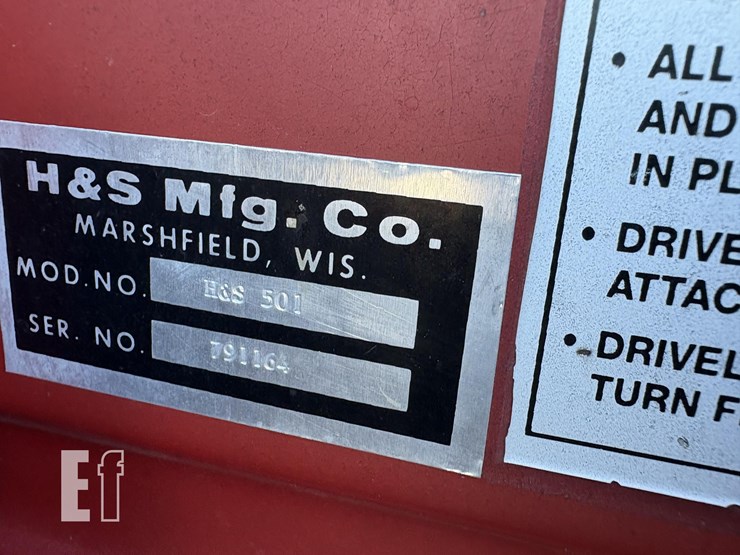 H&S Mfg. Co.
MARSHFIELD, WIS.
MOD. NO. H&S 501
SER. NO. 791164
• ALL
AND
IN PL
• DRIVE
ATTAC
• DRIVEL
TURN F
Ef